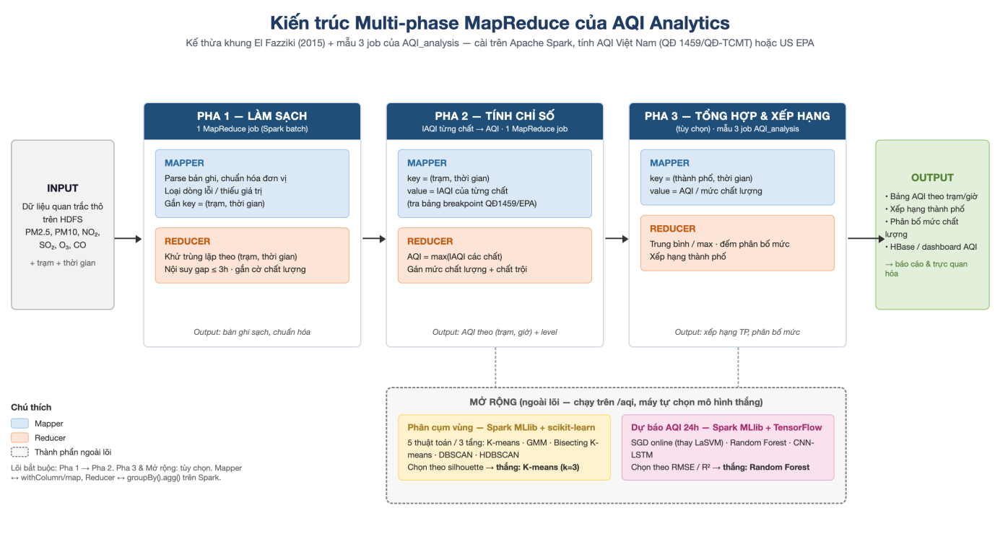 Kiến trúc Multi-phase MapReduce của AQI Analytics
Kế thừa khung El Fazziki (2015) + mẫu 3 job của AQI_analysis — cài trên Apache Spark, tính AQI Việt Nam (QĐ 1459/QĐ-TCMT) hoặc US EPA
INPUT
Dữ liệu quan trắc thô
trên HDFS
PM2.5, PM10, NO₂,
SO₂, O₃, CO
+ trạm + thời gian
PHA 1 — LÀM SẠCH
1 MapReduce job (Spark batch)
MAPPER
Parse bản ghi, chuẩn hóa đơn vị
Loại dòng lỗi / thiếu giá trị
Gắn key = (trạm, thời gian)
REDUCER
Khử trùng lặp theo (trạm, thời gian)
Nội suy gap ≤ 3h · gắn cờ chất lượng
Output: bản ghi sạch, chuẩn hóa
PHA 2 — TÍNH CHỈ SỐ
IAQI từng chất → AQI · 1 MapReduce job
MAPPER
key = (trạm, thời gian)
value = IAQI của từng chất
(tra bảng breakpoint QĐ1459/EPA)
REDUCER
AQI = max(IAQI các chất)
Gán mức chất lượng + chất trội
Output: AQI theo (trạm, giờ) + level
PHA 3 — TỔNG HỢP & XẾP HẠNG
(tùy chọn) · mẫu 3 job AQI_analysis
MAPPER
key = (thành phố, thời gian)
value = AQI / mức chất lượng
REDUCER
Trung bình / max · đếm phân bố mức
Xếp hạng thành phố
Output: xếp hạng TP, phân bố mức
OUTPUT
• Bảng AQI theo trạm/giờ
• Xếp hạng thành phố
• Phân bố mức chất
lượng
• HBase / dashboard AQI
→ báo cáo & trực quan
hóa
MỞ RỘNG (ngoài lõi — chạy trên /aqi, máy tự chọn mô hình thắng)
Phân cụm vùng — Spark MLlib + scikit-learn
5 thuật toán / 3 tầng: K-means · GMM · Bisecting K-
means · DBSCAN · HDBSCAN
Chọn theo silhouette → thắng: K-means (k=3)
Dự báo AQI 24h — Spark MLlib + TensorFlow
SGD online (thay LaSVM) · Random Forest · CNN-
LSTM
Chọn theo RMSE / R² → thắng: Random Forest
Chú thích
Mapper
Reducer
Thành phần ngoài lõi
Lõi bắt buộc: Pha 1 → Pha 2. Pha 3 & Mở rộng: tùy chọn. Mapper
↔ withColumn/map, Reducer ↔ groupBy().agg() trên Spark.